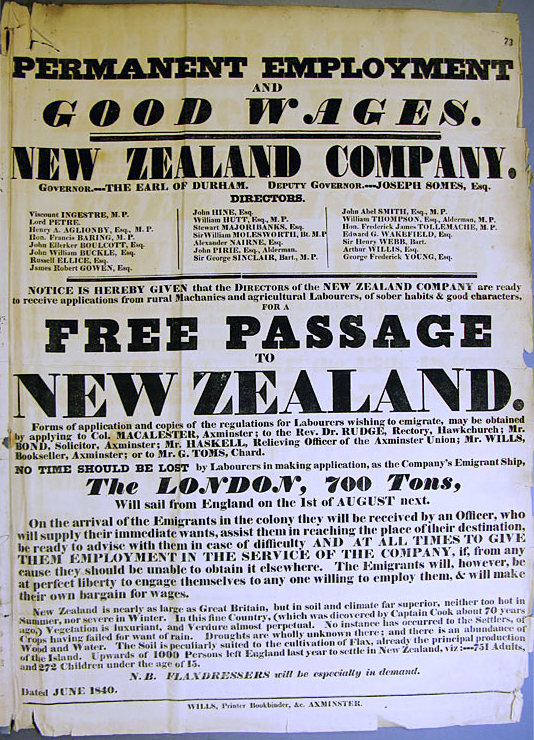 73
PERMANENT EMPLOYMENT
AND
GOOD WAGES.
NEW ZEALAND COMPANY.
GOVERNOR.---THE EARL OF DURHAM. DEPUTY GOVERNOR.---JOSEPH SOMES, Esq.
DIRECTORS.
Viscount INGESTRE, M. P.
Lord PETRE.
Henry A. AGLIONBY, Esq., M. P.
Hon. Francis BARING, M. P.
John Ellerker BOULCOTT, Esq.
John William BUCKLE, Esq.
Russell ELLICE, Esq.
James Robert GOWEN, Esq.
John HINE, Esq.
William HUTT, Esq., M. P.
Stewart MAJORIBANKS, Esq.
Sir William MOLESWORTH, Bt. M.P
Alexander NAIRNE, Esq.
John PIRIE, Esq., Alderman.
Sir George SINCLAIR, Bart., M. P.
John Abel SMITH, Esq., M. P.
William THOMPSON, Esq., Alderman, M. P.
Hon. Frederick James TOLLEMACHE, M. P.
Edward G. WAKEFIELD, Esq.
Sir Henry WEBB, Bart.
Arthur WILLIS, Esq.
George Frederick YOUNG, Esq.
NOTICE IS HEREBY GIVEN that the Directors of the NEW ZEALAND COMPANY are ready
to receive applications from rural Machanics and agricultural Labourers, of sober habits & good characters,
FOR A
FREE PASSAGE
TO
NEW ZEALAND.
Forms of application and copies of the regulations for Labourers wishing to emigrate, may be obtained
by applying to Col. MACALESTER, Axminster; to the Rev. Dr. RUDGE, Rectory, Hawkchurch; Mr.
BOND, Solicitor, Axminster; Mr. HASKELL, Relieving Officer of the Axminster Union; Mr. WILLS,
Bookseller, Axminster; or to Mr. G. TOMS, Chard.
NO TIME SHOULD BE LOST by Labourers in making application, as the Company's Emigrant Ship,
The LONDON, 700 Tons,
Will sail from England on the 1st of AUGUST next.
On the arrival of the Emigrants in the colony they will be received by an Officer, who
will supply their immediate wants, assist them in reaching the place of their destination,
be ready to advise with them in case of difficulty AND AT ALL TIMES TO GIVE
THEM EMPLOYMENT IN THE SERVICE OF THE COMPANY, if, from any
cause they should be unable to obtain it elsewhere. The Emigrants will, however, be
at perfect liberty to engage themselves to any one willing to employ them, & will make
their own bargain for wages.
New Zealand is nearly as large as Great Britain, but in soil and climate far superior, neither too hot in
Summer, nor severe in Winter. In this fine Country, (which was dicovered by Captain Cook about 70 years
ago,) Vegetation is luxuriant, and Verdure almost perpetual. No instance has occurred to the Settlers, of
Crops having failed for want of rain. Droughts are wholly unknown there; and there is an abundance of
Wood and Water. The Soil is peculiarly suited to the cultivation of Flax, already the principal production
of the Island. Upwards of 1000 Persons left England last year to settle in New Zealand, viz:---751 Adults,
and 272 Children under the age of 15.
N.B. FLAXDRESSERS will be especially in demand.
Dated JUNE 1840.
WILLS, Printer Bookbinder, &c. AXMINSTER.